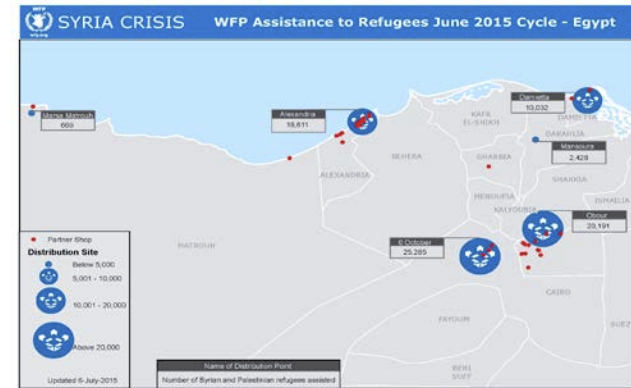 WFP
wfp.org
SYRIA CRISIS
WFP Assistance to Refugees June 2015 Cycle - Egypt
Marsa Matrouh
669
Alexandria
Damietta
10,032
KAFR
EL-SHIKH
DAMIETTA
DAKAHLIA
Mansoura
2,428
BEHERA
GHARBIA
ALEXANDRIA
SHARKIA
MENOUFIA
ISMAILIA
KALYOUBIA
Obour
20,191
MATROUH
6 October
25,285
CAIRO
FAYOUM
SUEZ
BENI
SUEF
Partner Shop
Distribution Site
Below 5,000
5,001 - 10,000
10,001 - 20,000
Above 20,000
Updated 6-July-2015
Name of Distribution Point
Number of Syrian and Palestinian refugees assisted